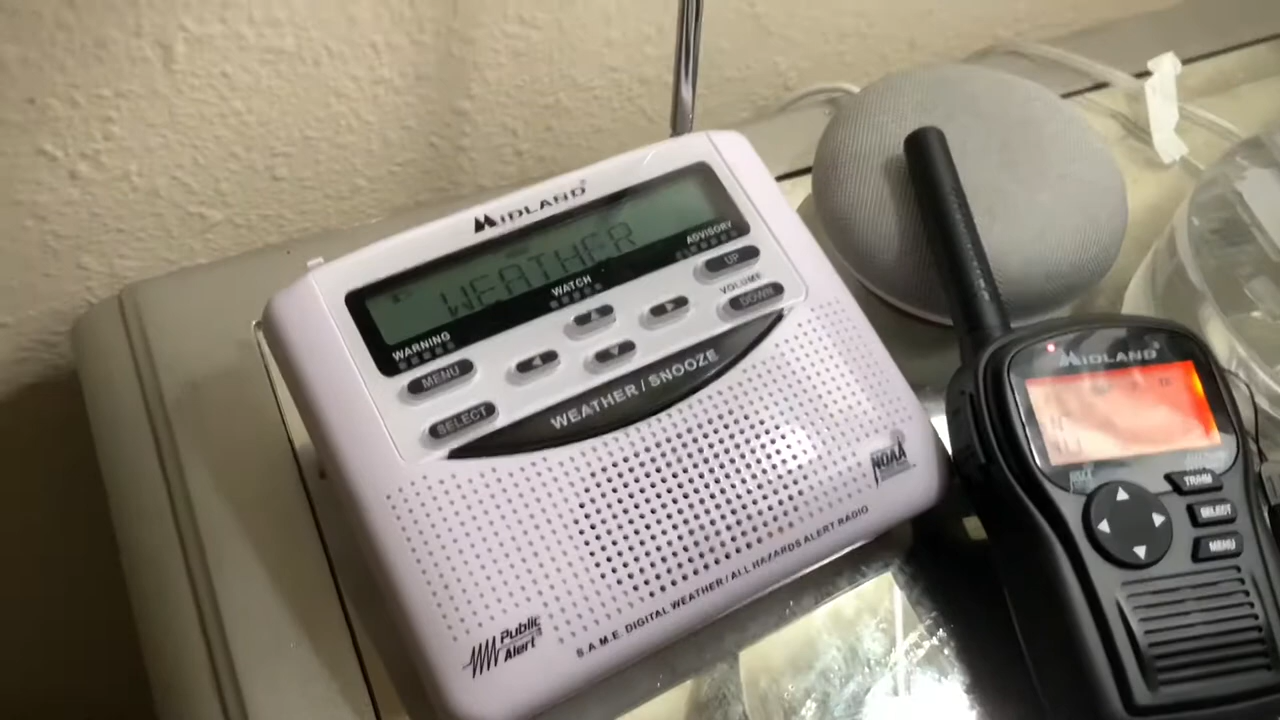 MIDLAND
WEATHER
WARNING
WATCH
ADVISORY
MENU
SELECT
UP
VOLUME
DOWN
WEATHER / SNOOZE
NOAA
S.A.M.E. DIGITAL WEATHER / ALL HAZARDS ALERT RADIO
Public
Alert
MIDLAND
SELECT
MENU